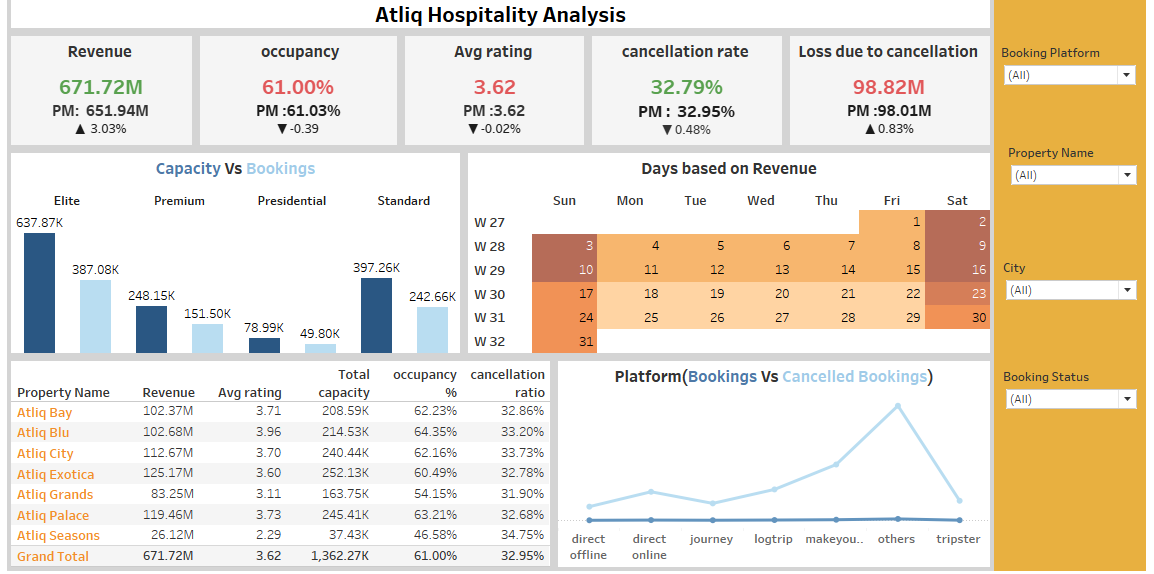 Atliq Hospitality Analysis
Revenue
671.72M
PM: 651.94M
▲ 3.03%
occupancy
61.00%
PM :61.03%
▼-0.39
Avg rating
3.62
PM :3.62
▼-0.02%
cancellation rate
32.79%
PM : 32.95%
▼0.48%
Loss due to cancellation
98.82M
PM :98.01M
▲0.83%
Booking Platform
(All)
Property Name
(All)
City
(All)
Booking Status
(All)
Capacity Vs Bookings
Elite Premium Presidential Standard
637.87K
387.08K
248.15K
151.50K
78.99K
49.80K
397.26K
242.66K
Days based on Revenue
Sun Mon Tue Wed Thu Fri Sat
W 27 1 2
W 28 3 4 5 6 7 8 9
W 29 10 11 12 13 14 15 16
W 30 17 18 19 20 21 22 23
W 31 24 25 26 27 28 29 30
W 32 31
Property Name Revenue Avg rating Total capacity occupancy % cancellation ratio
Atliq Bay 102.37M 3.71 208.59K 62.23% 32.86%
Atliq Blu 102.68M 3.96 214.53K 64.35% 33.20%
Atliq City 112.67M 3.70 240.44K 62.16% 33.73%
Atliq Exotica 125.17M 3.60 252.13K 60.49% 32.78%
Atliq Grands 83.25M 3.11 163.75K 54.15% 31.90%
Atliq Palace 119.46M 3.73 245.41K 63.21% 32.68%
Atliq Seasons 26.12M 2.29 37.43K 46.58% 34.75%
Grand Total 671.72M 3.62 1,362.27K 61.00% 32.95%
Platform(Bookings Vs Cancelled Bookings)
direct offline
direct online
journey
logtrip
makeyou..
others
tripster